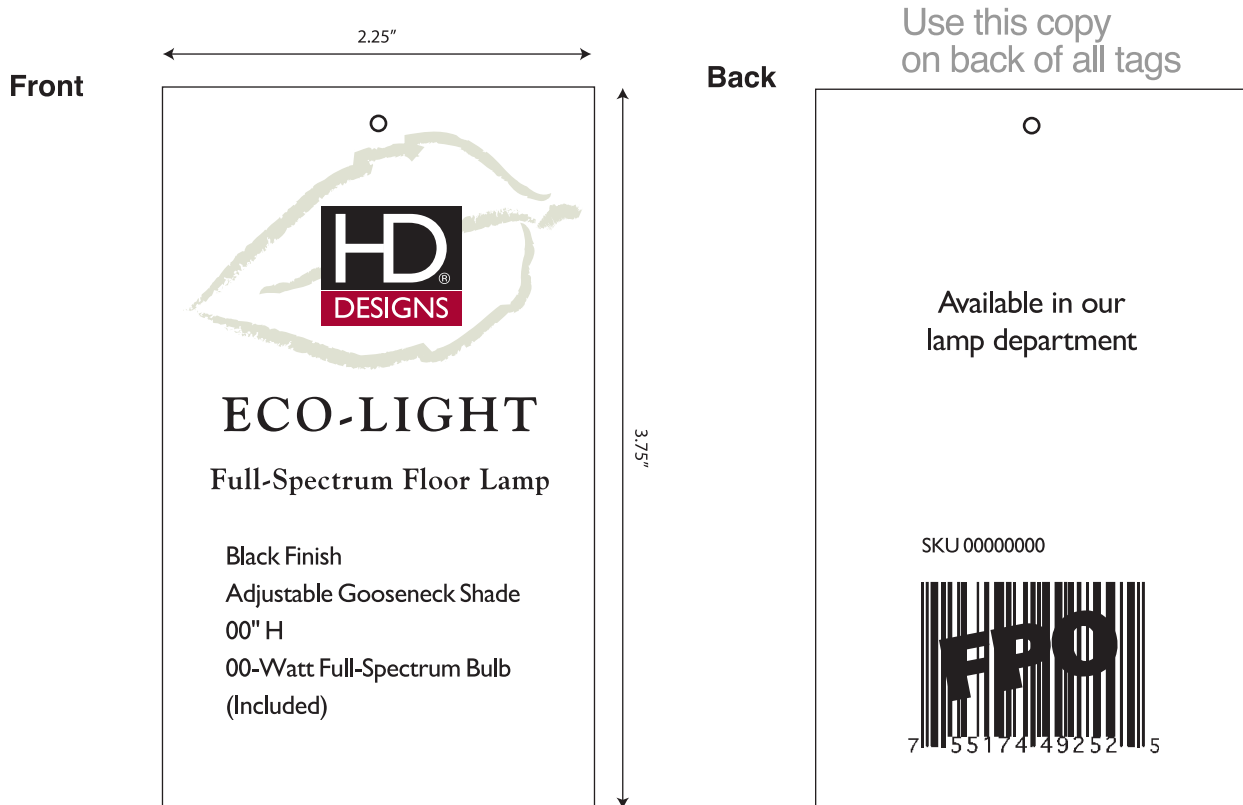 Use this copy
on back of all tags
2.25"
Front
Back
HD®
DESIGNS
ECO-LIGHT
Full-Spectrum Floor Lamp
Black Finish
Adjustable Gooseneck Shade
00" H
00-Watt Full-Spectrum Bulb
(Included)
3.75"
Available in our
lamp department
SKU 00000000
FPO
7 55174 49252 5